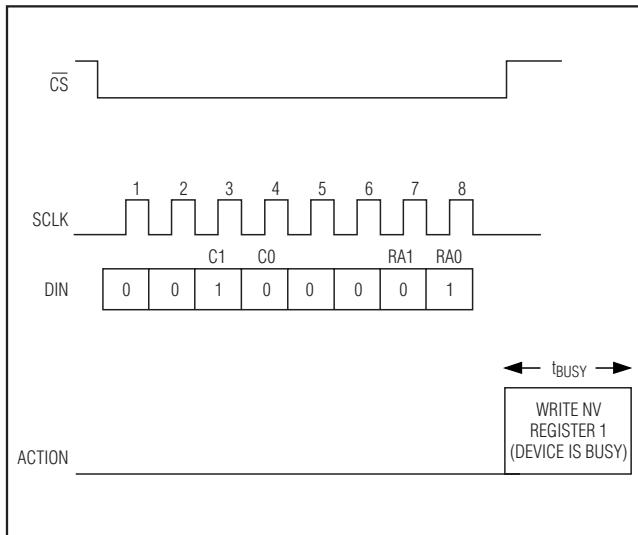 C̅S̅
1 2 3 4 5 6 7 8
SCLK
C1 C0 RA1 RA0
DIN 0 0 1 0 0 0 0 1
tBUSY
WRITE NV
REGISTER 1
(DEVICE IS BUSY)
ACTION